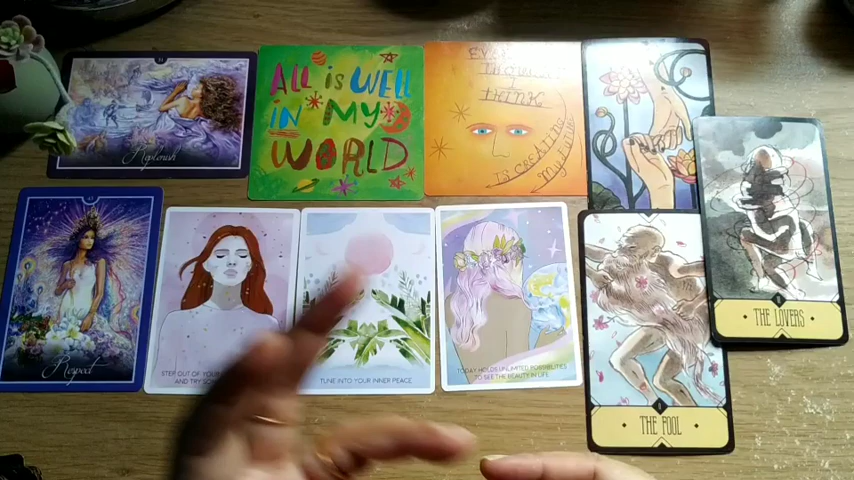 11
Replenish
ALL is WELL
IN MY
WORLD
EVERY
THOUGHT I
THINK
IS CREATING
My future
Respect
STEP OUT OF YOUR
AND TRY SO
TUNE INTO YOUR INNER PEACE
TODAY HOLDS UNLIMITED POSSIBILITIES
TO SEE THE BEAUTY IN LIFE
THE FOOL
THE LOVERS